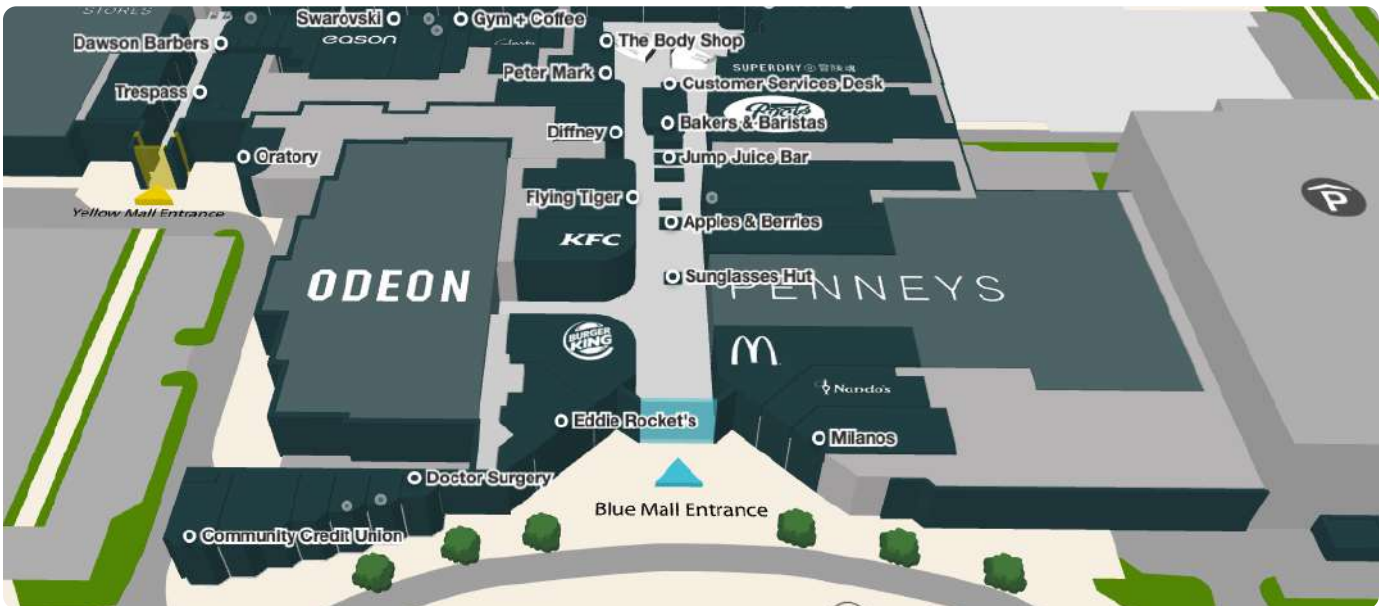 STORES
Swarovski
Gym + Coffee
Dawson Barbers
eason
Clarks
The Body Shop
Peter Mark
SUPERDRY
Customer Services Desk
Trespass
Boots
Diffney
Bakers & Baristas
Oratory
Jump Juice Bar
P
Flying Tiger
Yellow Mall Entrance
Apples & Berries
KFC
ODEON
Sunglasses Hut
PENNEYS
BURGER
KING
M
Nando's
Eddie Rocket's
Milanos
Doctor Surgery
Blue Mall Entrance
Community Credit Union